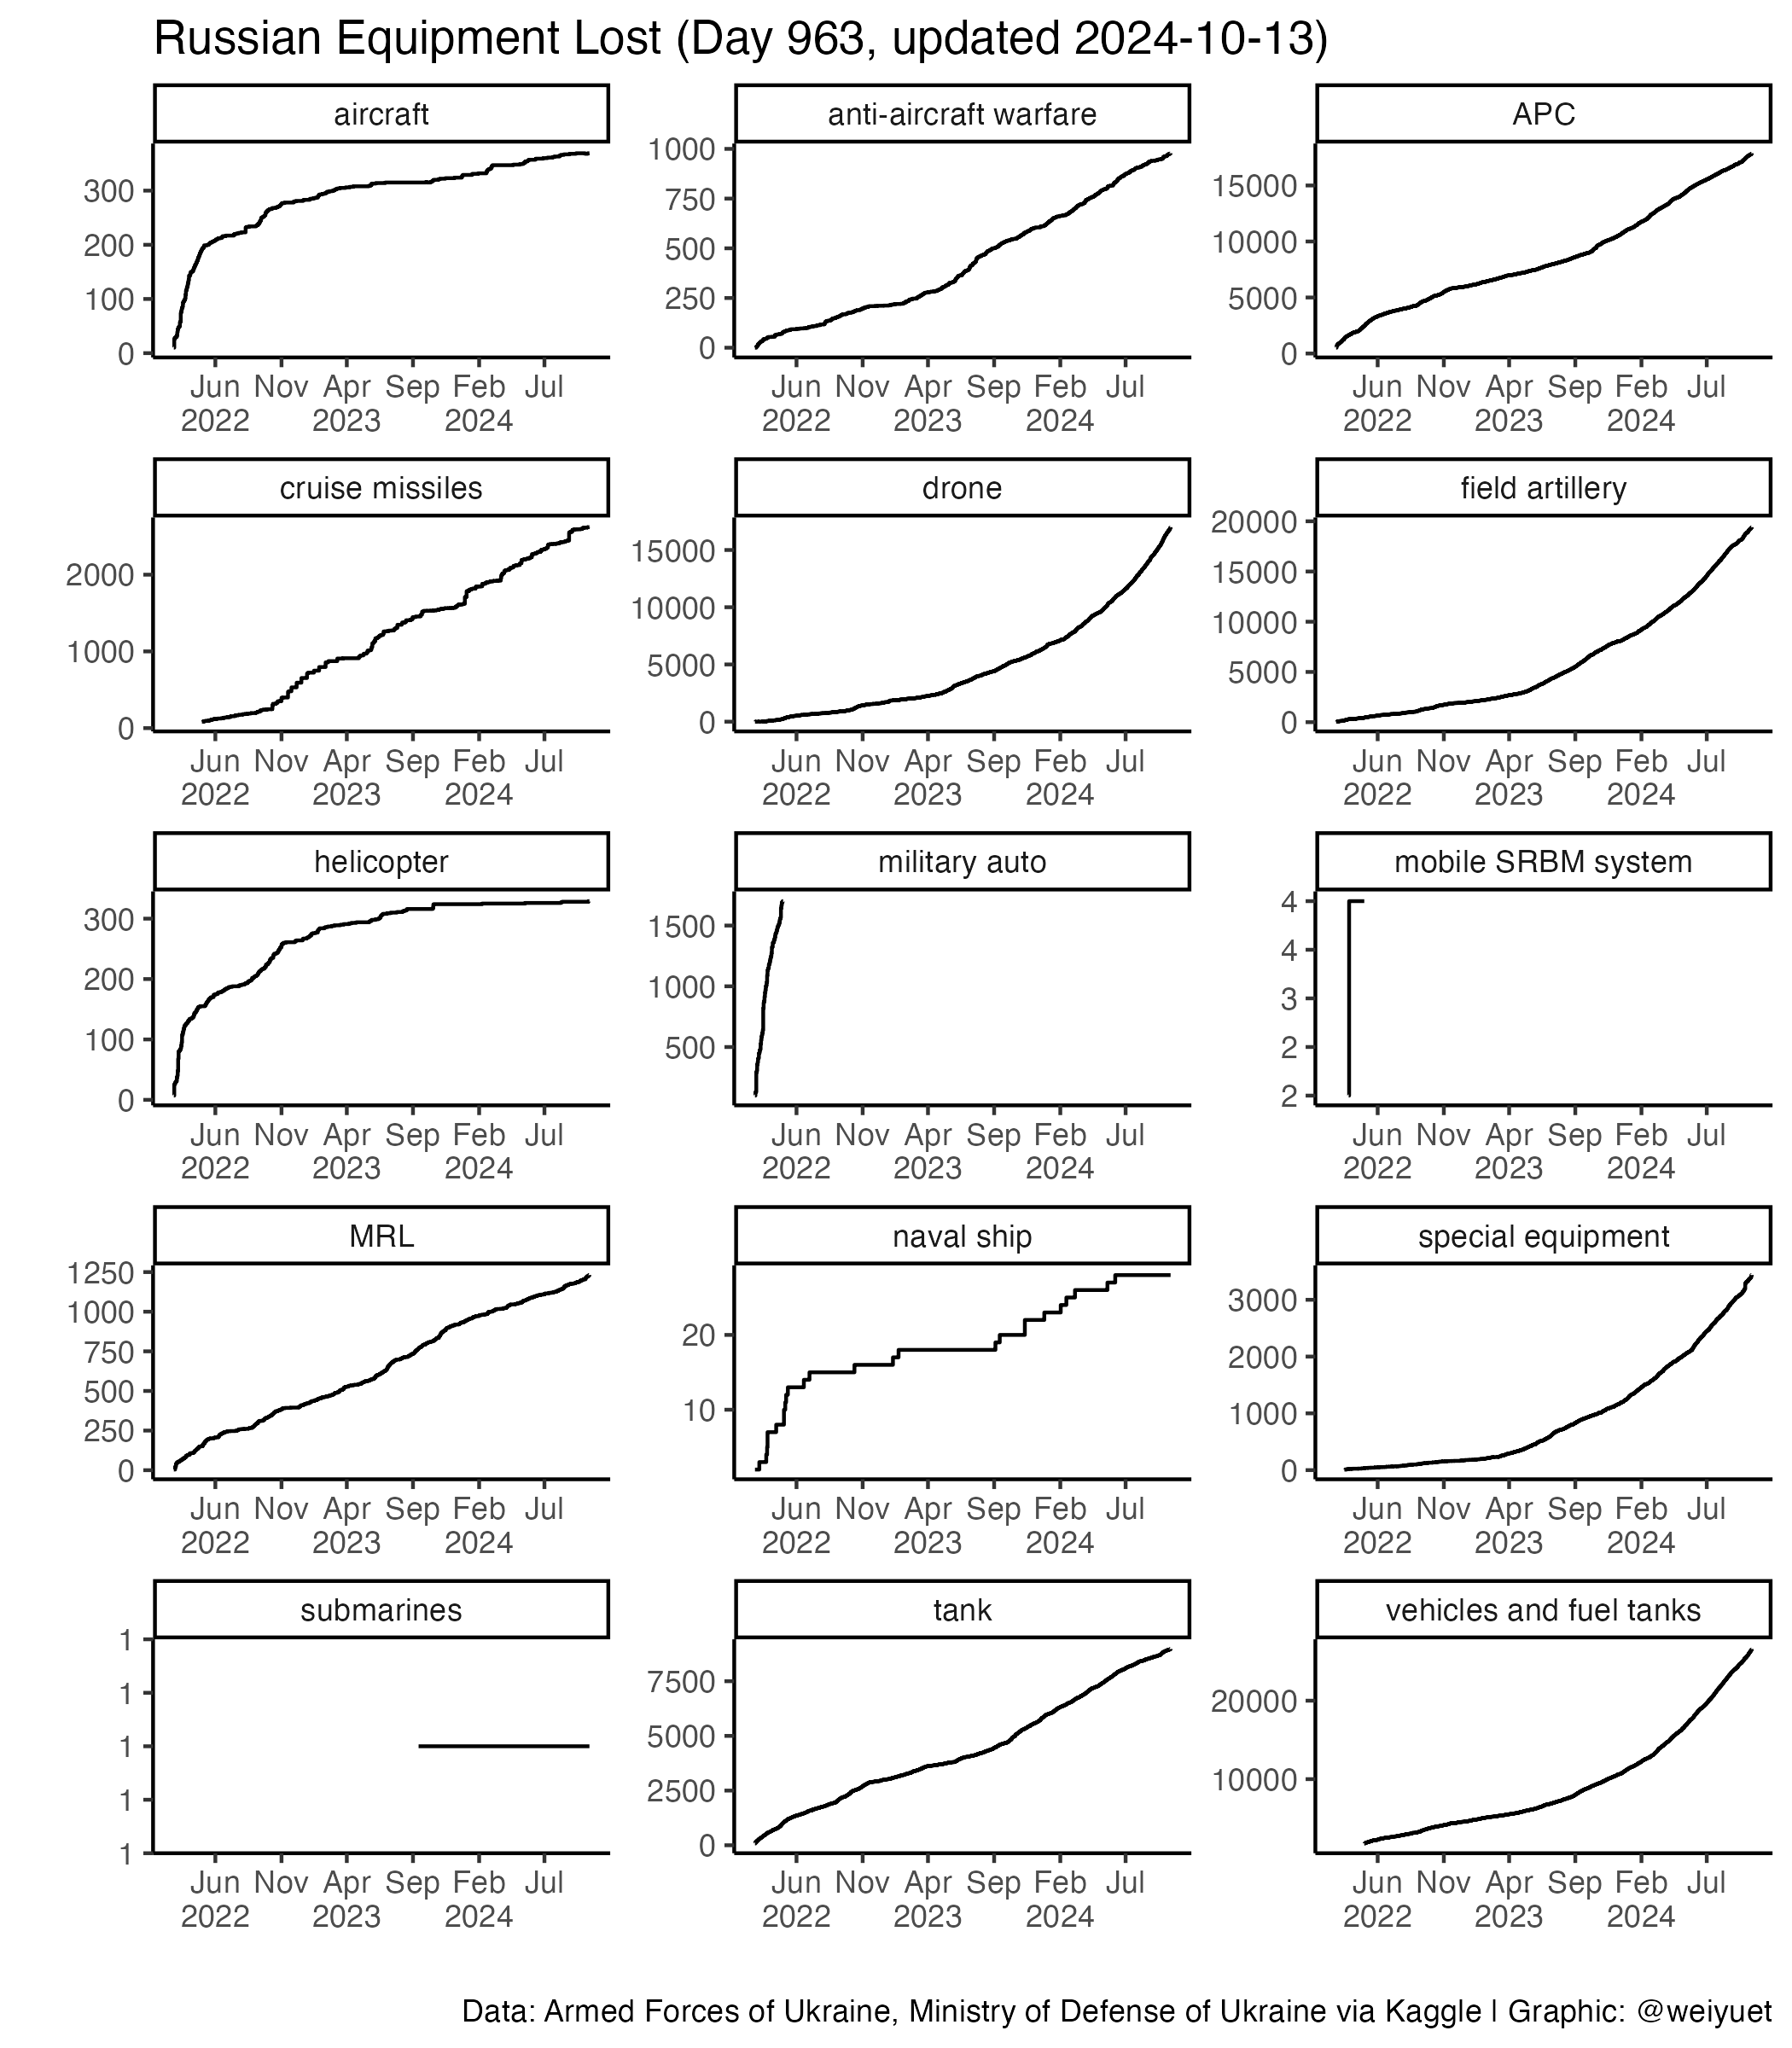 Russian Equipment Lost (Day 963, updated 2024-10-13)
aircraft
300
200
100
0
Jun Nov Apr Sep Feb Jul
2022 2023 2024
anti-aircraft warfare
1000
750
500
250
0
Jun Nov Apr Sep Feb Jul
2022 2023 2024
APC
15000
10000
5000
0
Jun Nov Apr Sep Feb Jul
2022 2023 2024
cruise missiles
2000
1000
0
Jun Nov Apr Sep Feb Jul
2022 2023 2024
drone
15000
10000
5000
0
Jun Nov Apr Sep Feb Jul
2022 2023 2024
field artillery
20000
15000
10000
5000
0
Jun Nov Apr Sep Feb Jul
2022 2023 2024
helicopter
300
200
100
0
Jun Nov Apr Sep Feb Jul
2022 2023 2024
military auto
1500
1000
500
Jun Nov Apr Sep Feb Jul
2022 2023 2024
mobile SRBM system
4
4
3
2
2
Jun Nov Apr Sep Feb Jul
2022 2023 2024
MRL
1250
1000
750
500
250
0
Jun Nov Apr Sep Feb Jul
2022 2023 2024
naval ship
20
10
Jun Nov Apr Sep Feb Jul
2022 2023 2024
special equipment
3000
2000
1000
0
Jun Nov Apr Sep Feb Jul
2022 2023 2024
submarines
1
1
1
1
1
Jun Nov Apr Sep Feb Jul
2022 2023 2024
tank
7500
5000
2500
0
Jun Nov Apr Sep Feb Jul
2022 2023 2024
vehicles and fuel tanks
20000
10000
Jun Nov Apr Sep Feb Jul
2022 2023 2024
Data: Armed Forces of Ukraine, Ministry of Defense of Ukraine via Kaggle | Graphic: @weiyuet